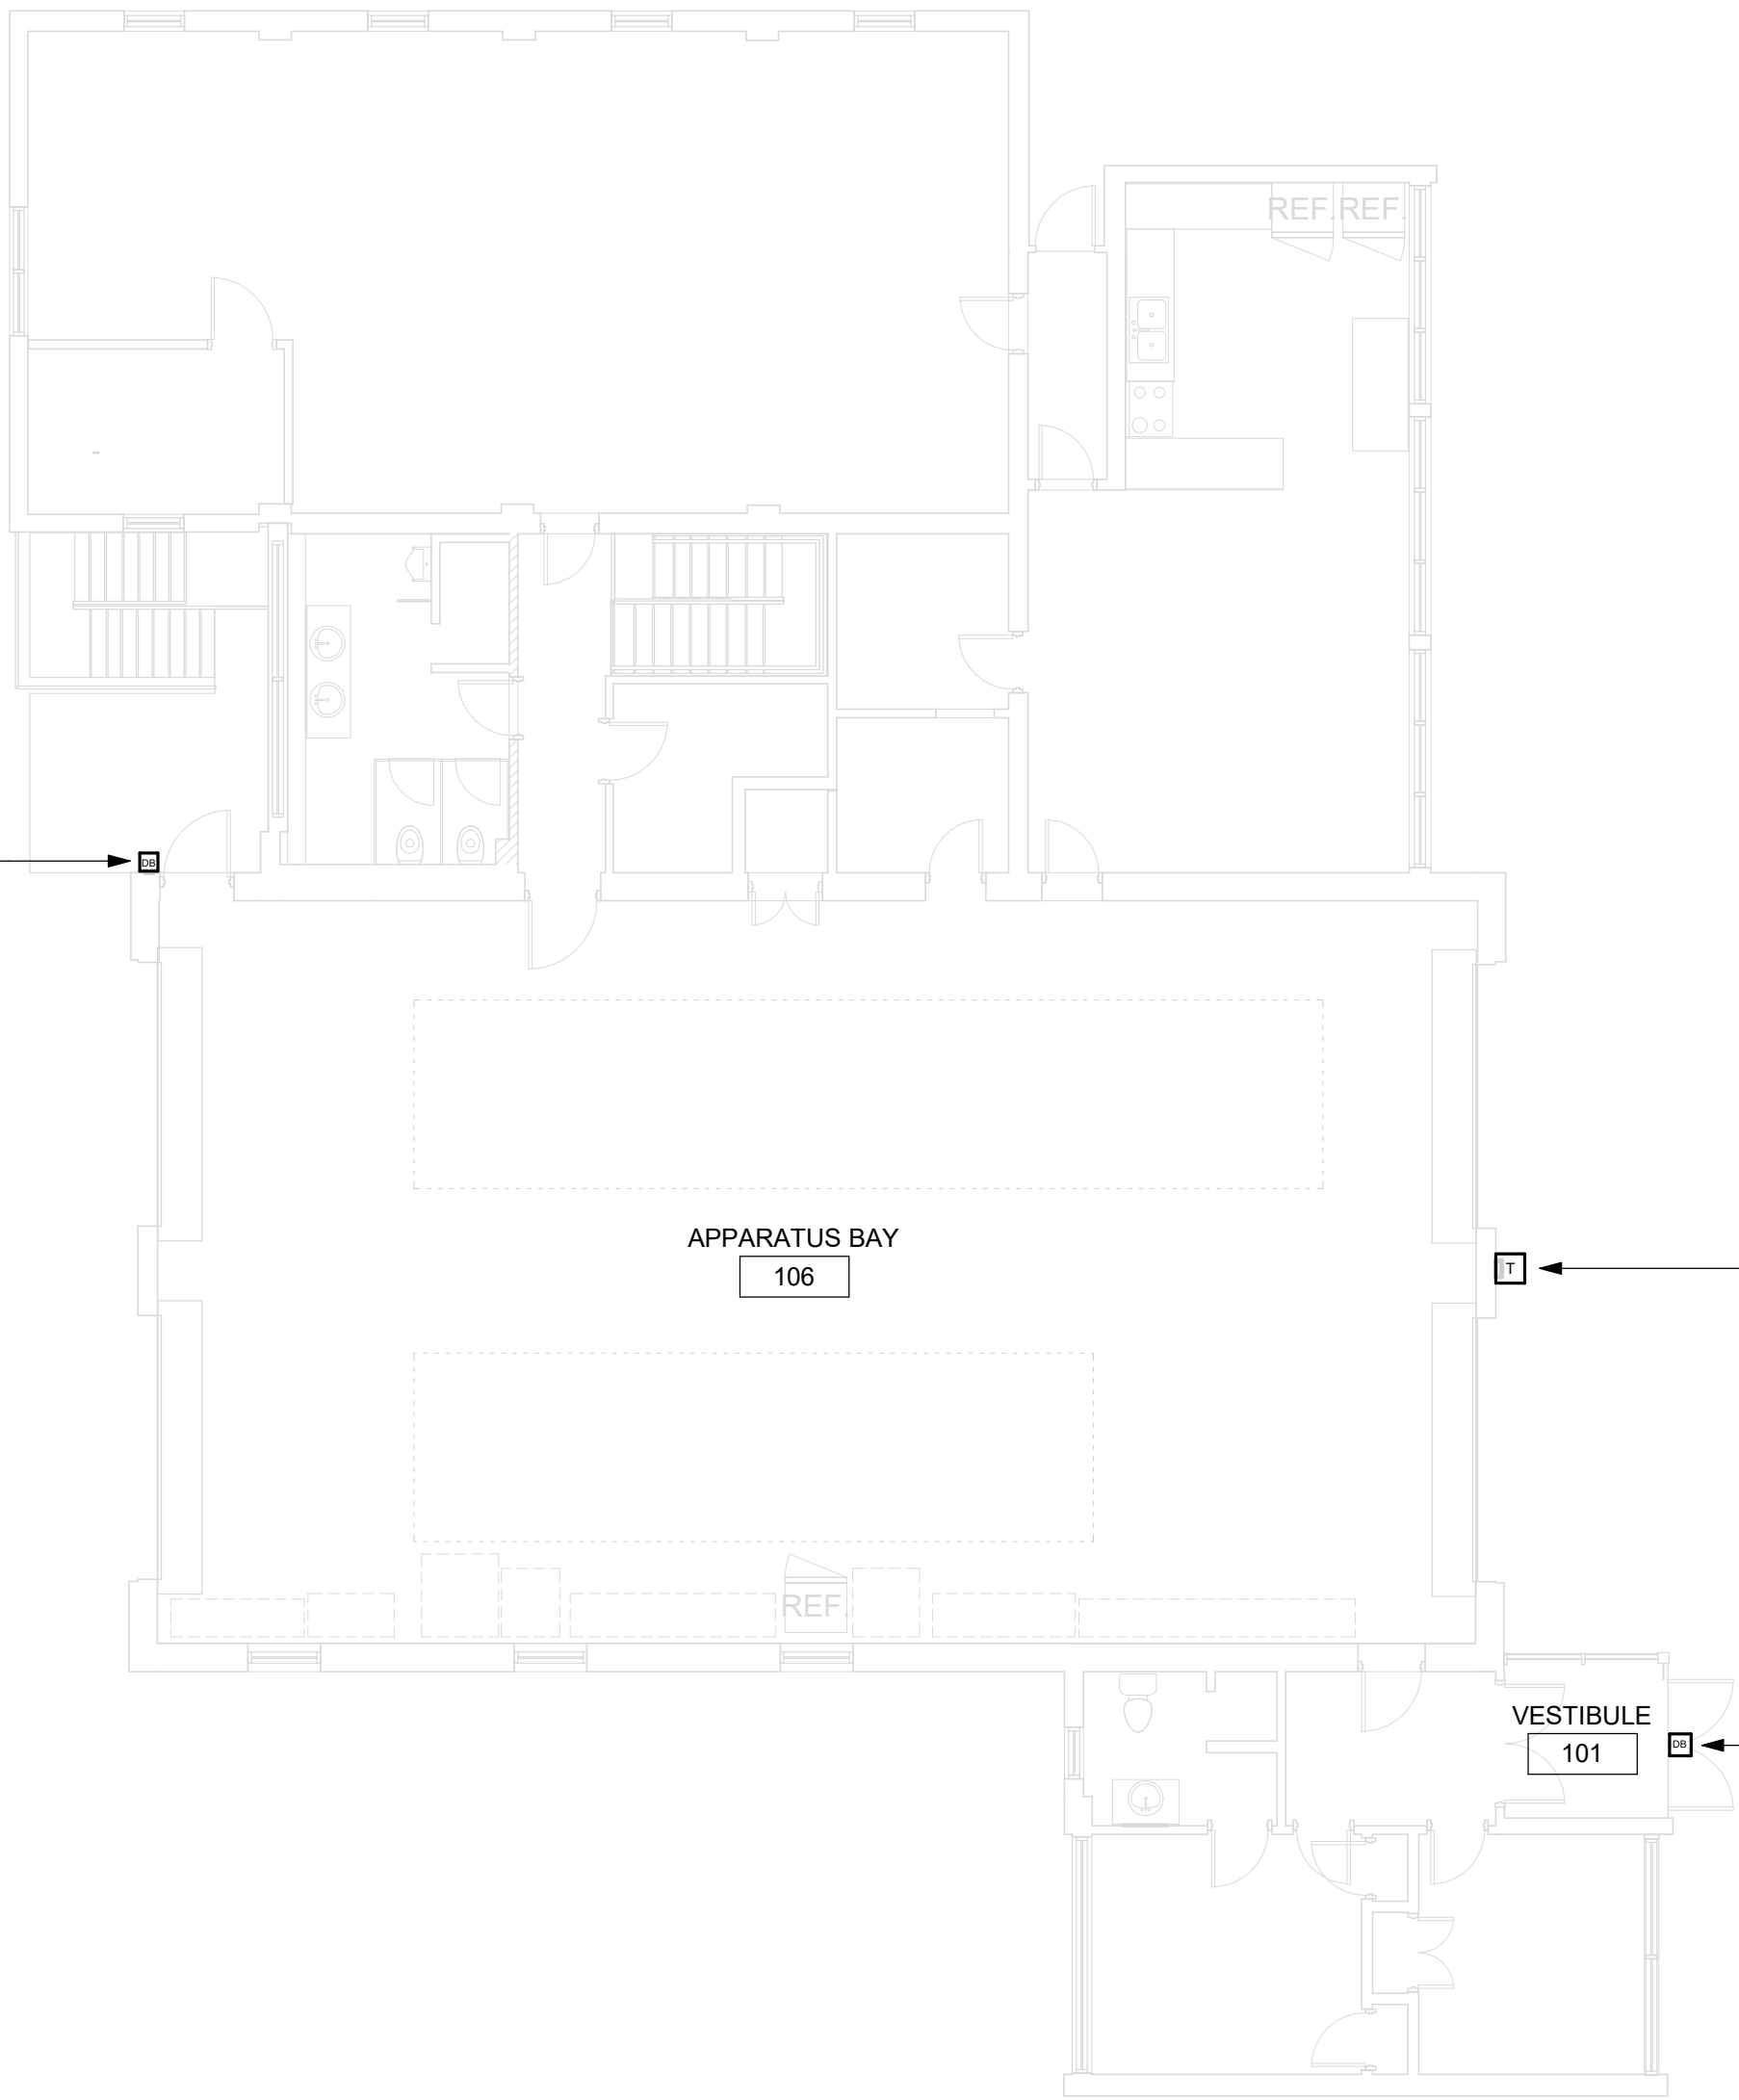 REF. REF.
DB
APPARATUS BAY
106
T
REF.
VESTIBULE
101
DB